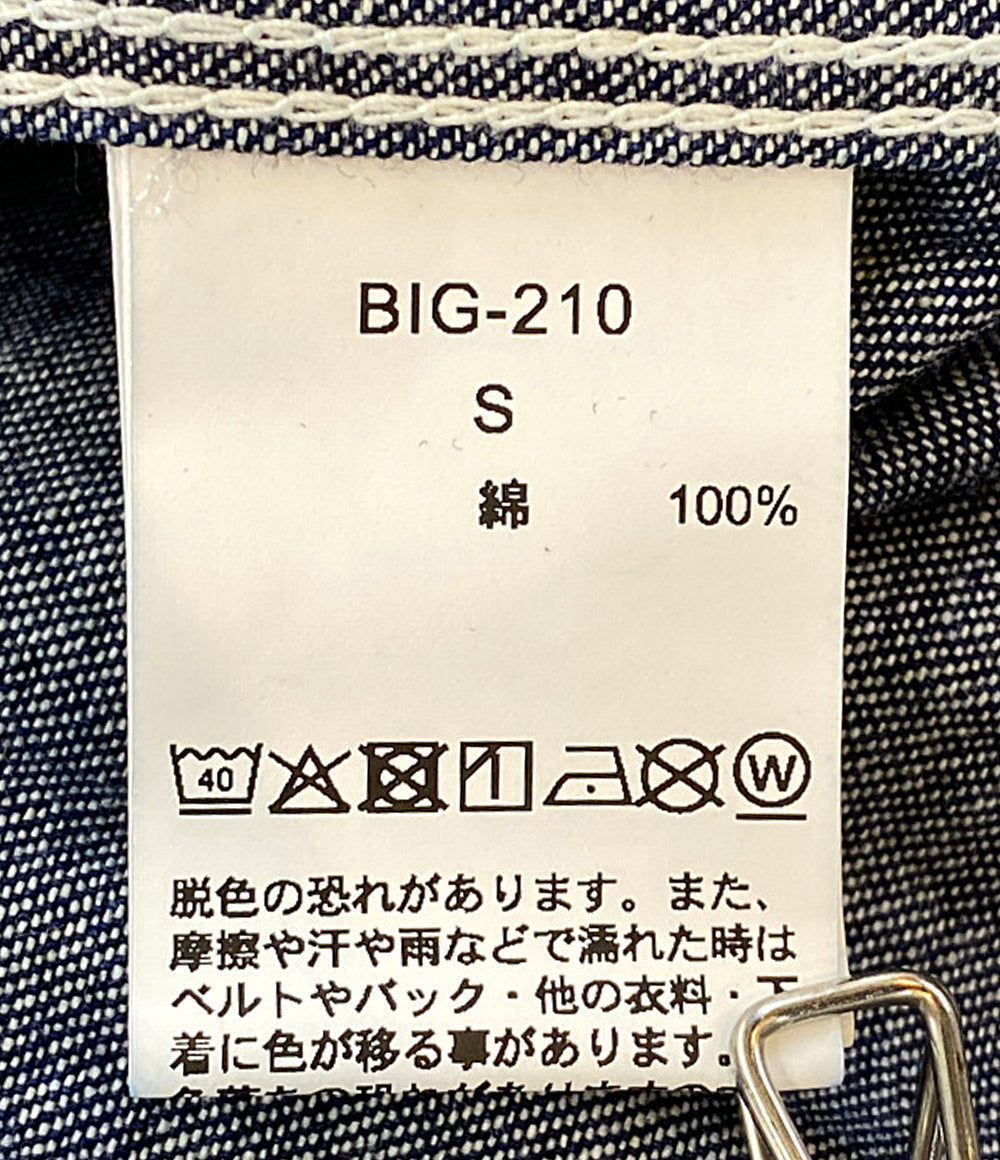 BIG-210
S
綿 100%
40 W
脱色の恐れがあります。また、
摩擦や汗や雨などで濡れた時は
ベルトやバック・他の衣料・下
着に色が移る事があります。